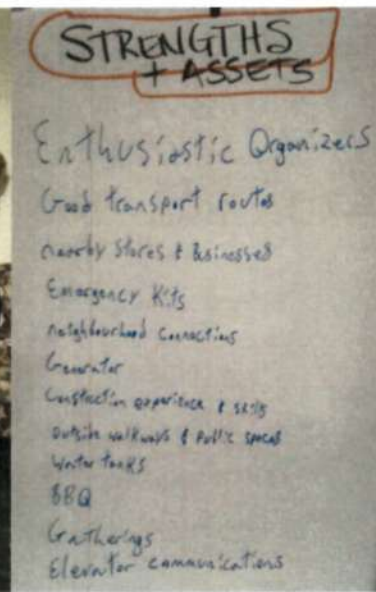 STRENGTHS
+ ASSETS
Enthusiastic Organizers
Good transport routes
nearby stores & Businesses
Emergency Kits
neighbourhood connections
Generator
Construction experience & skills
outside walkways & public spaces
Water tanks
BBQ
Gatherings
Elevator communications